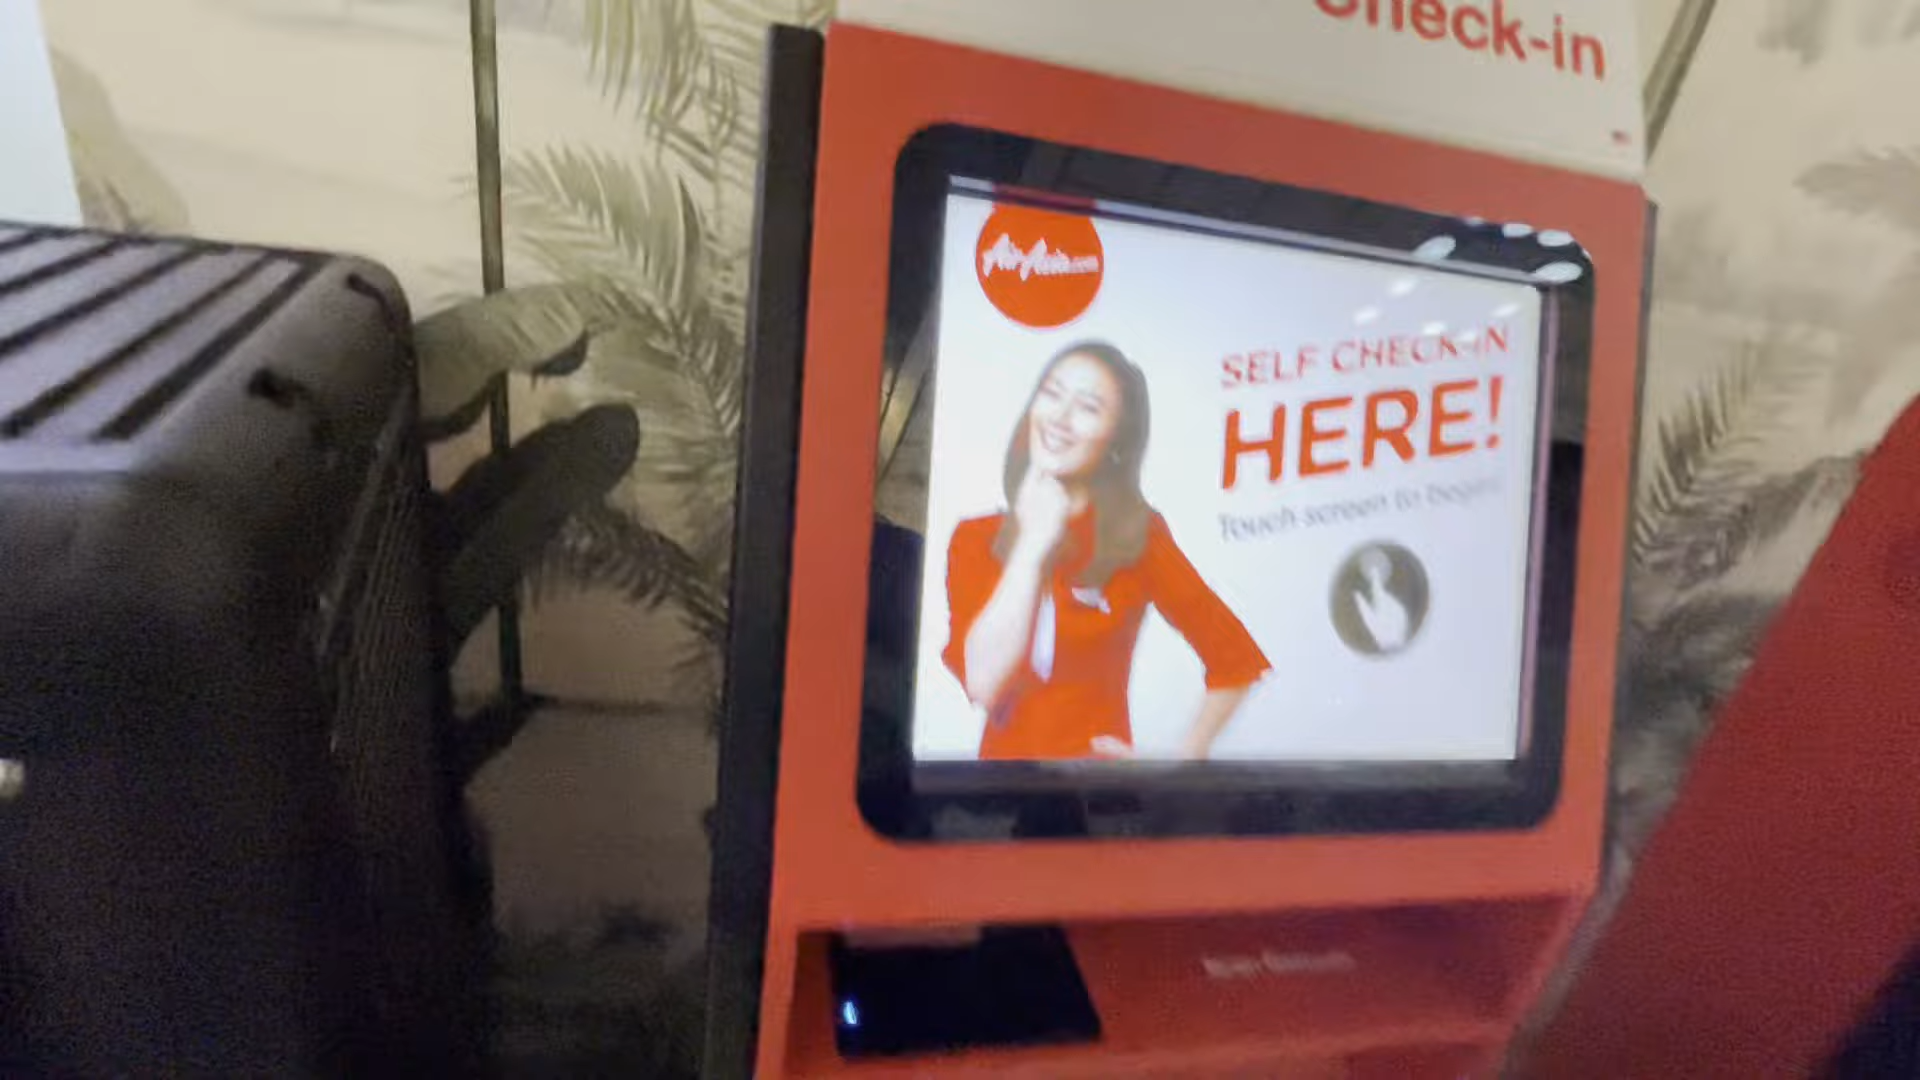 Check-in
AirAsia.com
SELF CHECK-IN
HERE!
Touch screen to begin